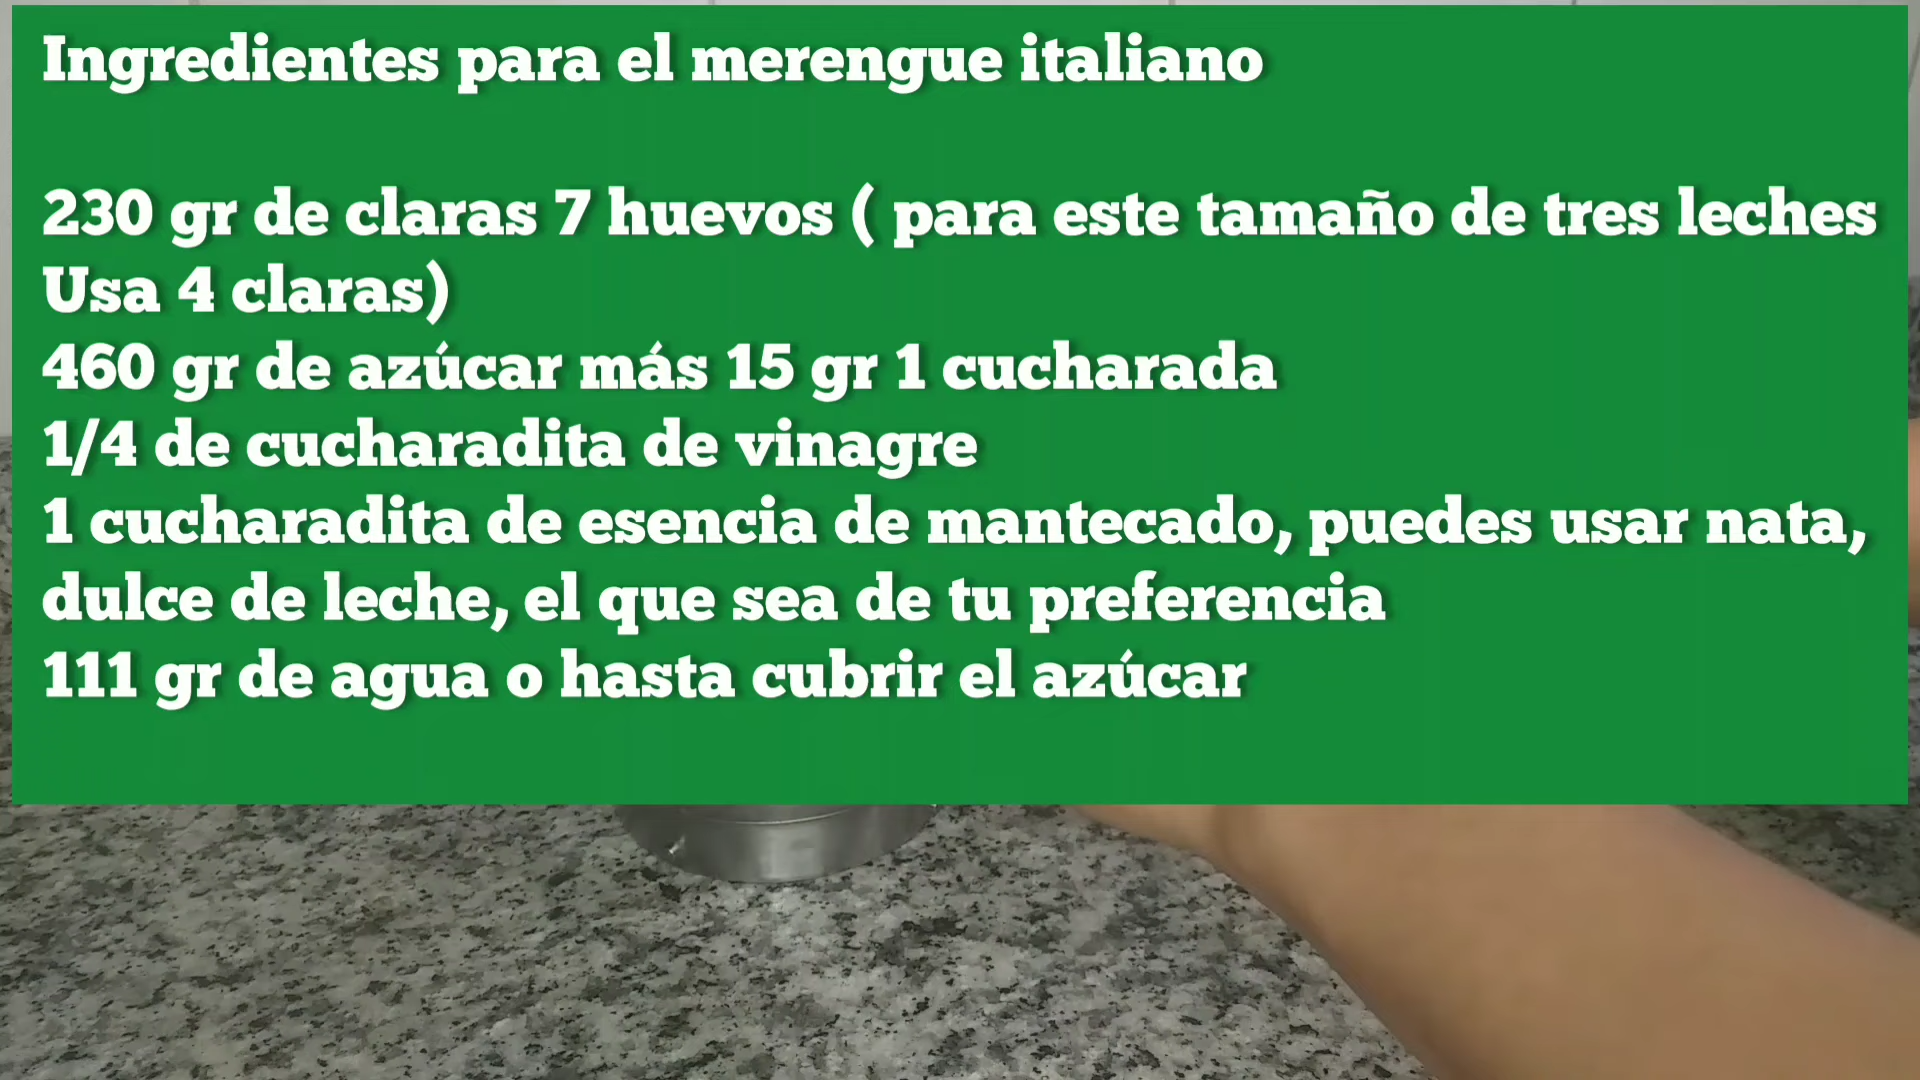 Ingredientes para el merengue italiano
230 gr de claras 7 huevos ( para este tamaño de tres leches
Usa 4 claras)
460 gr de azúcar más 15 gr 1 cucharada
1/4 de cucharadita de vinagre
1 cucharadita de esencia de mantecado, puedes usar nata,
dulce de leche, el que sea de tu preferencia
111 gr de agua o hasta cubrir el azúcar